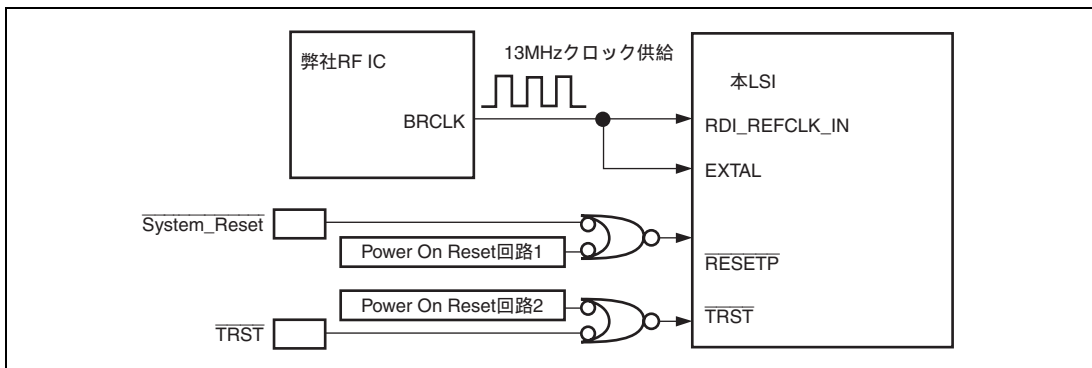 弊社RF IC
13MHzクロック供給
本LSI
BRCLK
RDI_REFCLK_IN
EXTAL
System_Reset
Power On Reset回路1
RESETP
Power On Reset回路2
TRST
TRST